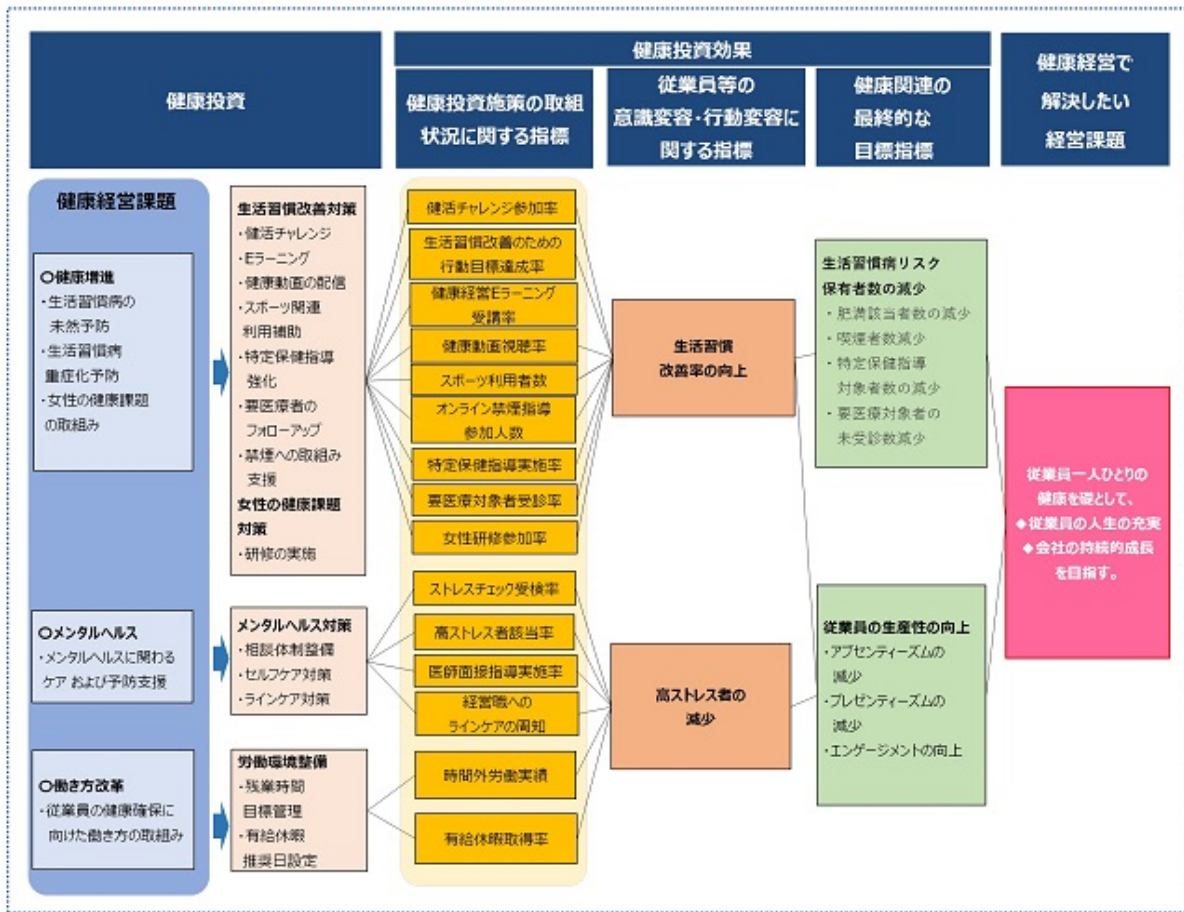 健康投資
健康投資効果
健康投資施策の取組
状況に関する指標
従業員等の
意識変容・行動変容に
関する指標
健康関連の
最終的な
目標指標
健康経営で
解決したい
経営課題
健康経営課題
〇健康増進
・生活習慣病の
未然予防
・生活習慣病
重症化予防
・女性の健康課題
の取組み
〇メンタルヘルス
・メンタルヘルスに関わる
ケア および予防支援
〇働き方改革
・従業員の健康確保に
向けた働き方の取組み
生活習慣改善対策
・健活チャレンジ
・Eラーニング
・健康動画の配信
・スポーツ関連
利用補助
・特定保健指導
強化
・要医療者の
フォローアップ
・禁煙への取組み
支援
女性の健康課題
対策
・研修の実施
メンタルヘルス対策
・相談体制整備
・セルフケア対策
・ラインケア対策
労働環境整備
・残業時間
目標管理
・有給休暇
推奨日設定
健活チャレンジ参加率
生活習慣改善のための
行動目標達成率
健康経営Eラーニング
受講率
健康動画視聴率
スポーツ利用者数
オンライン禁煙指導
参加人数
特定保健指導実施率
要医療対象者受診率
女性研修参加率
ストレスチェック受検率
高ストレス者該当率
医師面接指導実施率
経営職への
ラインケアの周知
時間外労働実績
有給休暇取得率
生活習慣
改善率の向上
高ストレス者の
減少
生活習慣病リスク
保有者数の減少
・肥満該当者数の減少
・喫煙者数減少
・特定保健指導
対象者数の減少
・要医療対象者の
未受診数減少
従業員の生産性の向上
・アブセンティーズムの
減少
・プレゼンティーズムの
減少
・エンゲージメントの向上
従業員一人ひとりの
健康を礎として、
◆従業員の人生の充実
◆会社の持続的成長
を目指す。